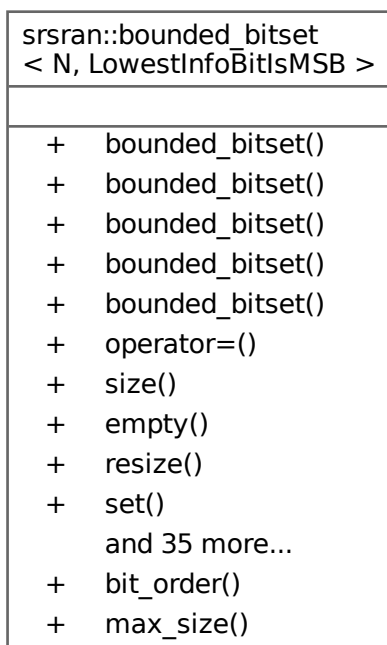 srsran::bounded_bitset
< N, LowestInfoBitIsMSB >
+ bounded_bitset()
+ bounded_bitset()
+ bounded_bitset()
+ bounded_bitset()
+ bounded_bitset()
+ operator=()
+ size()
+ empty()
+ resize()
+ set()
and 35 more...
+ bit_order()
+ max_size()